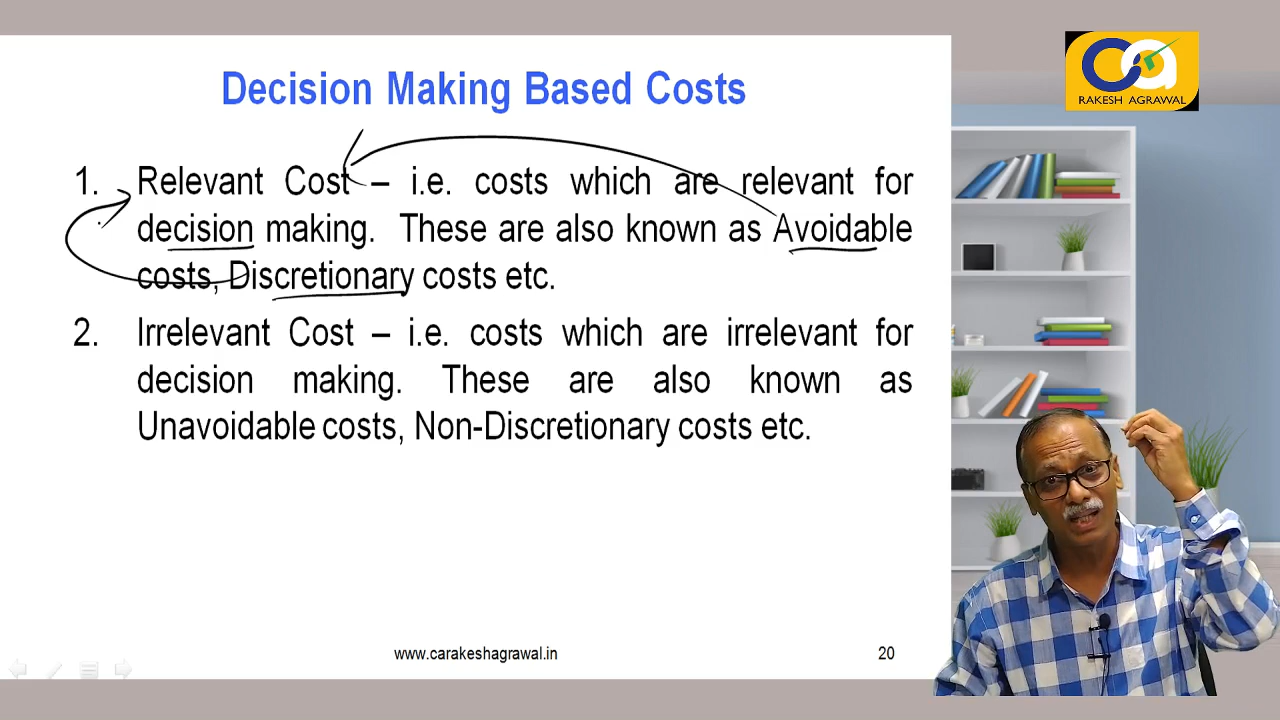 Decision Making Based Costs
Ca
RAKESH AGRAWAL
1. Relevant Cost – i.e. costs which are relevant for
decision making. These are also known as Avoidable
costs, Discretionary costs etc.
2. Irrelevant Cost – i.e. costs which are irrelevant for
decision making. These are also known as
Unavoidable costs, Non-Discretionary costs etc.
www.carakeshagrawal.in
20